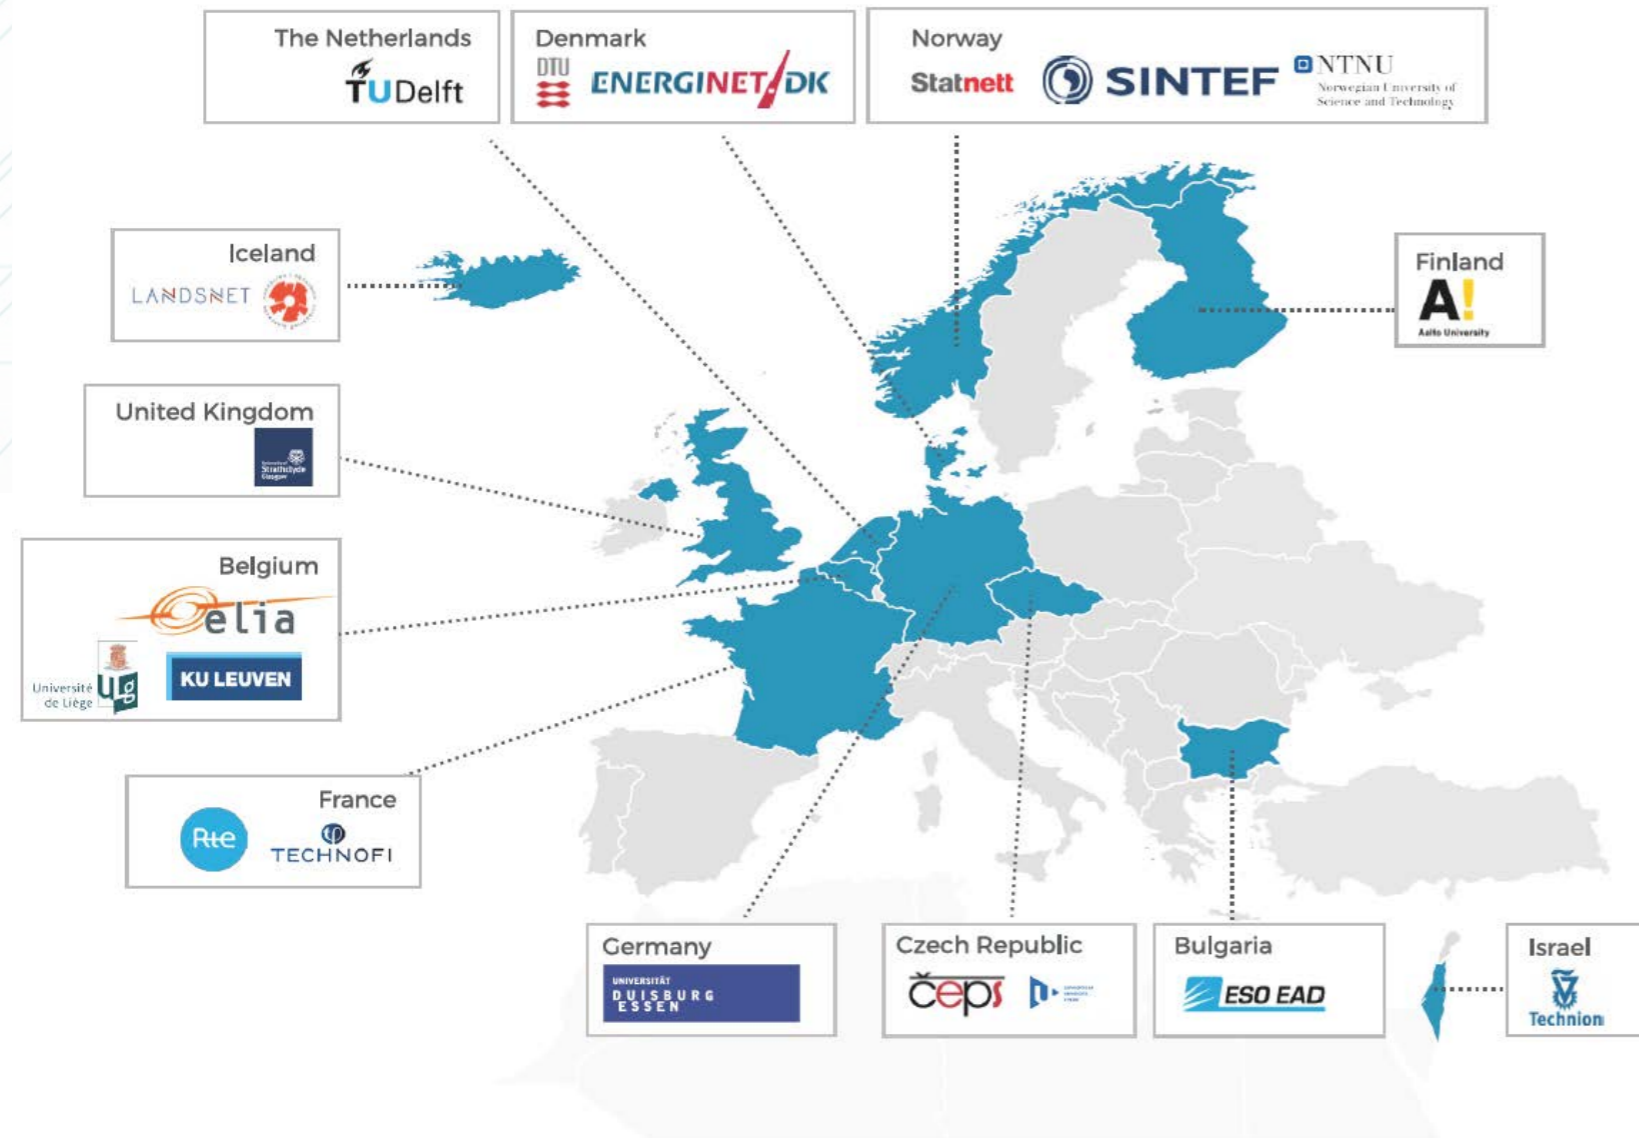 The Netherlands
TUDelft
Denmark
DTU
ENERGINET/DK
Norway
Statnett
SINTEF
NTNU
Norwegian University of
Science and Technology
Iceland
LANDSNET
Finland
A!
Aalto University
United Kingdom
Strathclyde
Glasgow
Belgium
elia
Université
de Liège
ULg
KU LEUVEN
France
Rte
TECHNOFI
Germany
UNIVERSITÄT
DUISBURG
ESSEN
Czech Republic
čeps
Bulgaria
ESO EAD
Israel
Technion